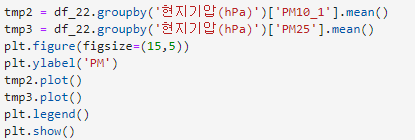 tmp2 = df_22.groupby('현지기압(hPa)')['PM10_1'].mean()
tmp3 = df_22.groupby('현지기압(hPa)')['PM25'].mean()
plt.figure(figsize=(15,5))
plt.ylabel('PM')
tmp2.plot()
tmp3.plot()
plt.legend()
plt.show()